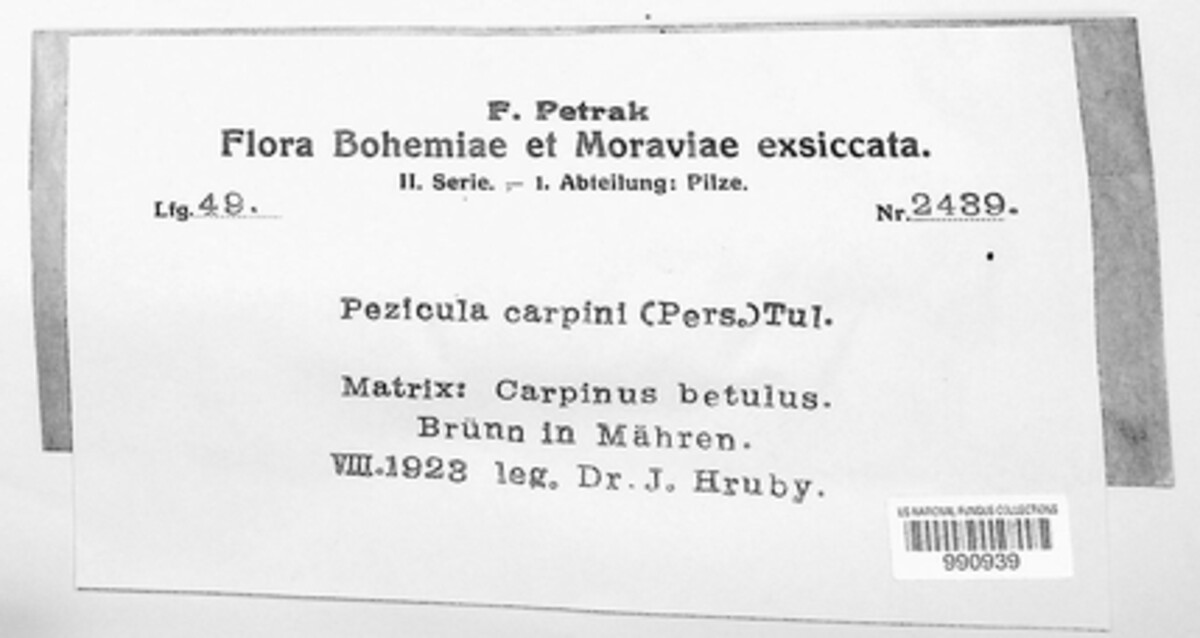 F. Petrak
Flora Bohemiae et Moraviae exsiccata.
II. Serie. — 1. Abteilung: Pilze.
Lfg. 49.
Nr. 2439.
Pezicula carpini (Pers.) Tul.
Matrix: Carpinus betulus.
Brünn in Mähren.
VIII.1923 leg. Dr. J. Hruby.
US NATIONAL FUNGUS COLLECTIONS
990939